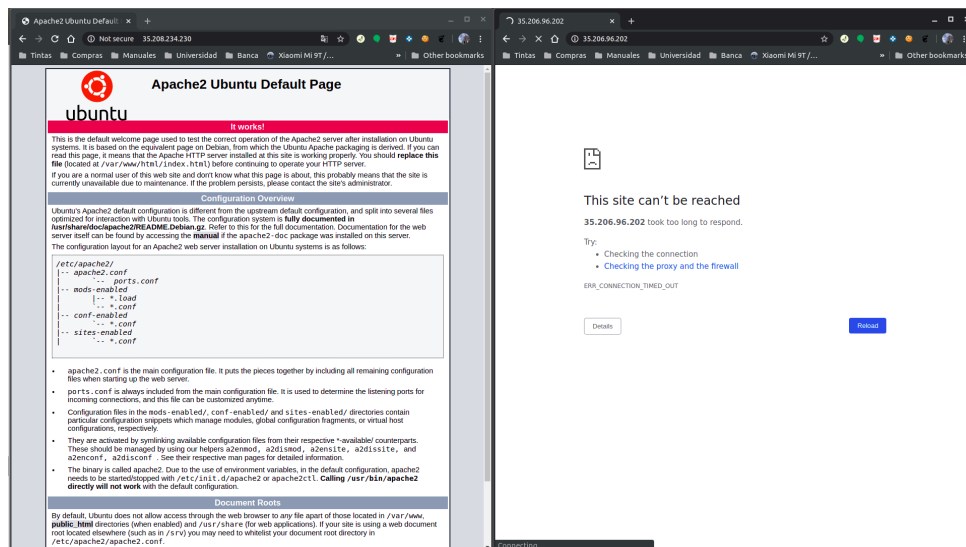 Apache2 Ubuntu Default
Not secure 35.208.234.230
Tintas Compras Manuales Universidad Banca Xiaomi Mi 9T /... » Other bookmarks
Apache2 Ubuntu Default Page
ubuntu
It works!
This is the default welcome page used to test the correct operation of the Apache2 server after installation on Ubuntu
systems. It is based on the equivalent page on Debian, from which the Ubuntu Apache packaging is derived. If you can
read this page, it means that the Apache HTTP server installed at this site is working properly. You should replace this
file (located at /var/www/html/index.html) before continuing to operate your HTTP server.
If you are a normal user of this web site and don't know what this page is about, this probably means that the site is
currently unavailable due to maintenance. If the problem persists, please contact the site's administrator.
Configuration Overview
Ubuntu's Apache2 default configuration is different from the upstream default configuration, and split into several files
optimized for interaction with Ubuntu tools. The configuration system is fully documented in
/usr/share/doc/apache2/README.Debian.gz. Refer to this for the full documentation. Documentation for the web
server itself can be found by accessing the manual if the apache2-doc package was installed on this server.
The configuration layout for an Apache2 web server installation on Ubuntu systems is as follows:
/etc/apache2/
|-- apache2.conf
|       `--  ports.conf
|-- mods-enabled
|       |-- *.load
|       `-- *.conf
|-- conf-enabled
|       `-- *.conf
|-- sites-enabled
|       `-- *.conf
• apache2.conf is the main configuration file. It puts the pieces together by including all remaining configuration
files when starting up the web server.
• ports.conf is always included from the main configuration file. It is used to determine the listening ports for
incoming connections, and this file can be customized anytime.
• Configuration files in the mods-enabled/, conf-enabled/ and sites-enabled/ directories contain
particular configuration snippets which manage modules, global configuration fragments, or virtual host
configurations, respectively.
• They are activated by symlinking available configuration files from their respective *-available/ counterparts.
These should be managed by using our helpers a2enmod, a2dismod, a2ensite, a2dissite, and
a2enconf, a2disconf . See their respective man pages for detailed information.
• The binary is called apache2. Due to the use of environment variables, in the default configuration, apache2
needs to be started/stopped with /etc/init.d/apache2 or apache2ctl. Calling /usr/bin/apache2
directly will not work with the default configuration.
Document Roots
By default, Ubuntu does not allow access through the web browser to any file apart of those located in /var/www,
public_html directories (when enabled) and /usr/share (for web applications). If your site is using a web document
root located elsewhere (such as in /srv) you may need to whitelist your document root directory in
/etc/apache2/apache2.conf.
35.206.96.202
35.206.96.202
Tintas Compras Manuales Universidad Banca Xiaomi Mi 9T /... » Other bookmarks
This site can't be reached
35.206.96.202 took too long to respond.
Try:
• Checking the connection
• Checking the proxy and the firewall
ERR_CONNECTION_TIMED_OUT
Details
Reload
Connecting...